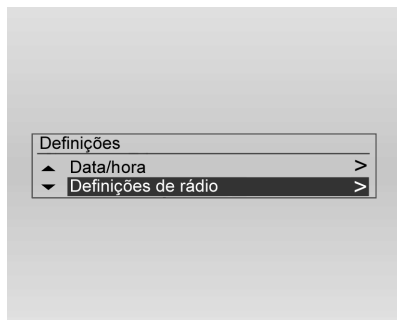 Definições
Data/hora >
Definições de rádio >